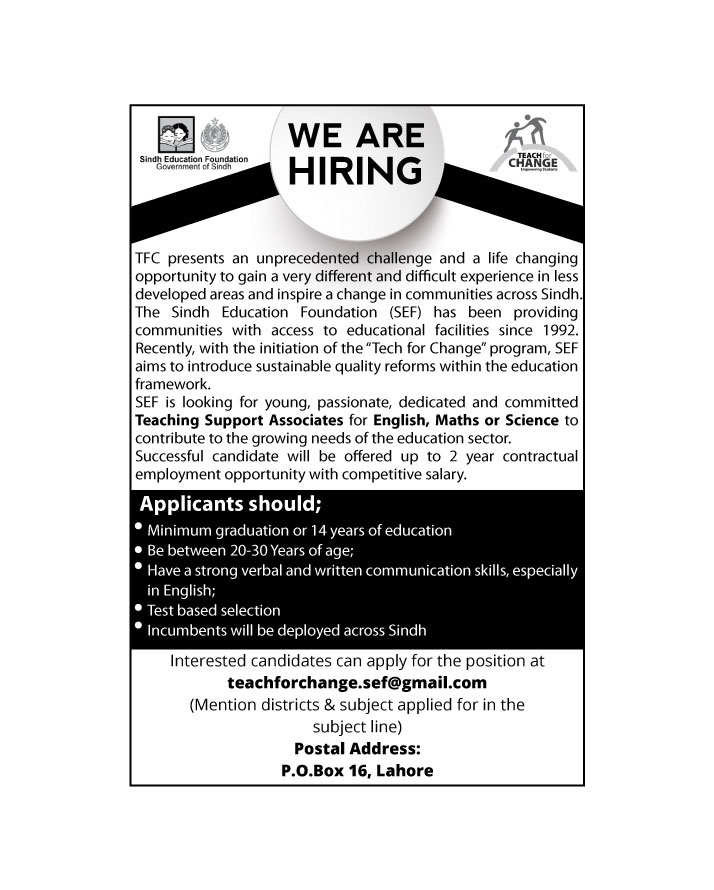 Sindh Education Foundation
Government of Sindh
WE ARE
HIRING
TEACH for
CHANGE
Empowering Students
TFC presents an unprecedented challenge and a life changing
opportunity to gain a very different and difficult experience in less
developed areas and inspire a change in communities across Sindh.
The Sindh Education Foundation (SEF) has been providing
communities with access to educational facilities since 1992.
Recently, with the initiation of the “Tech for Change” program, SEF
aims to introduce sustainable quality reforms within the education
framework.
SEF is looking for young, passionate, dedicated and committed
Teaching Support Associates for English, Maths or Science to
contribute to the growing needs of the education sector.
Successful candidate will be offered up to 2 year contractual
employment opportunity with competitive salary.
Applicants should;
• Minimum graduation or 14 years of education
• Be between 20-30 Years of age;
• Have a strong verbal and written communication skills, especially
in English;
• Test based selection
• Incumbents will be deployed across Sindh
Interested candidates can apply for the position at
teachforchange.sef@gmail.com
(Mention districts & subject applied for in the
subject line)
Postal Address:
P.O.Box 16, Lahore